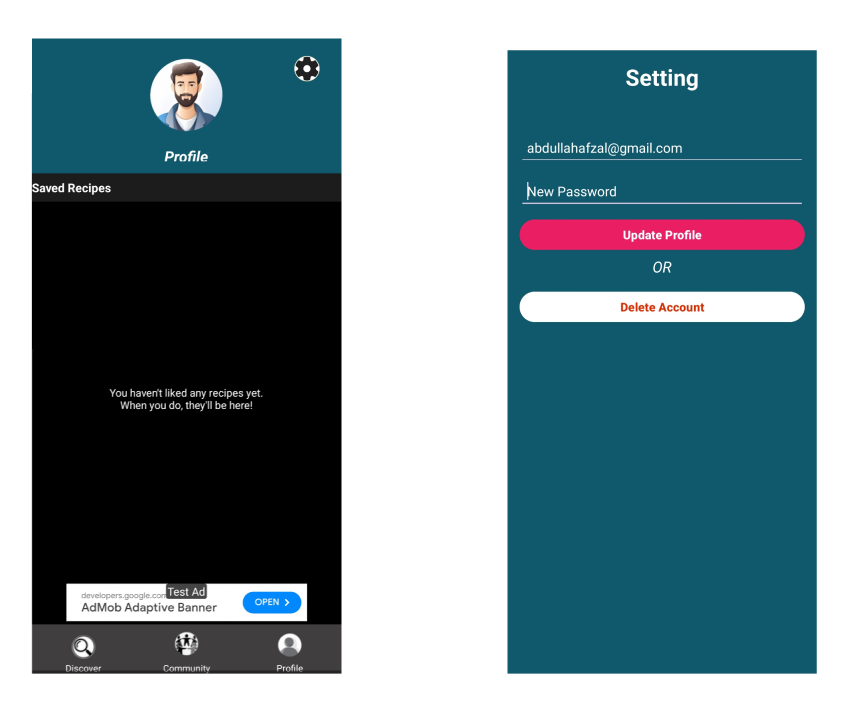 Profile
Saved Recipes
You haven't liked any recipes yet.
When you do, they'll be here!
developers.google.com
Test Ad
AdMob Adaptive Banner
OPEN >
Discover
Community
Profile
Setting
abdullahafzal@gmail.com
New Password
Update Profile
OR
Delete Account